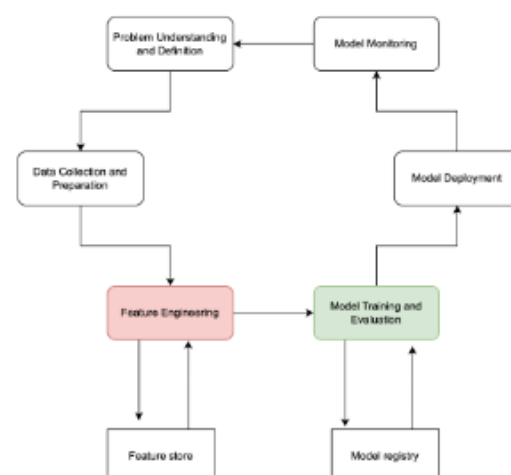 Problem Understanding
and Definition
Model Monitoring
Data Collection and
Preparation
Model Deployment
Feature Engineering
Model Training and
Evaluation
Feature store
Model registry